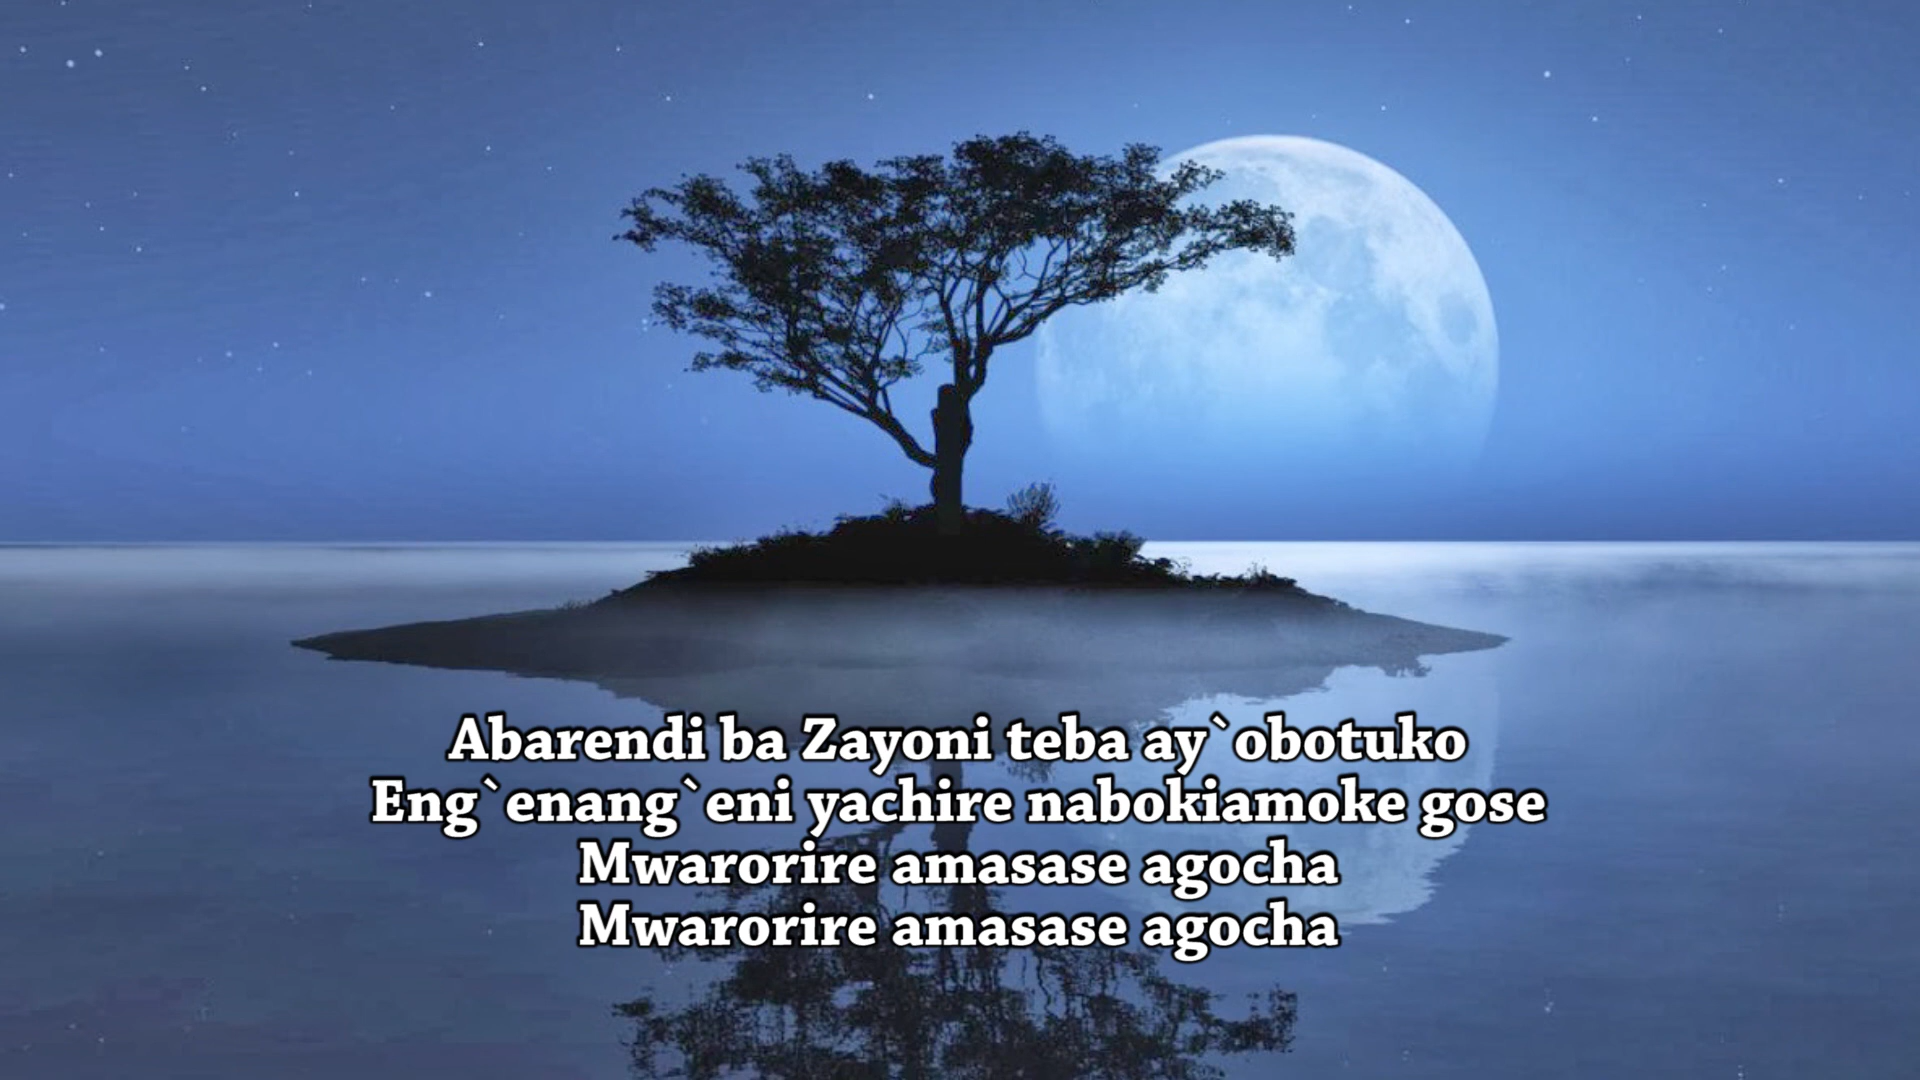 Abarendi ba Zayoni teba ay`obotuko
Eng`enang`eni yachire nabokiamoke gose
Mwarorire amasase agocha
Mwarorire amasase agocha